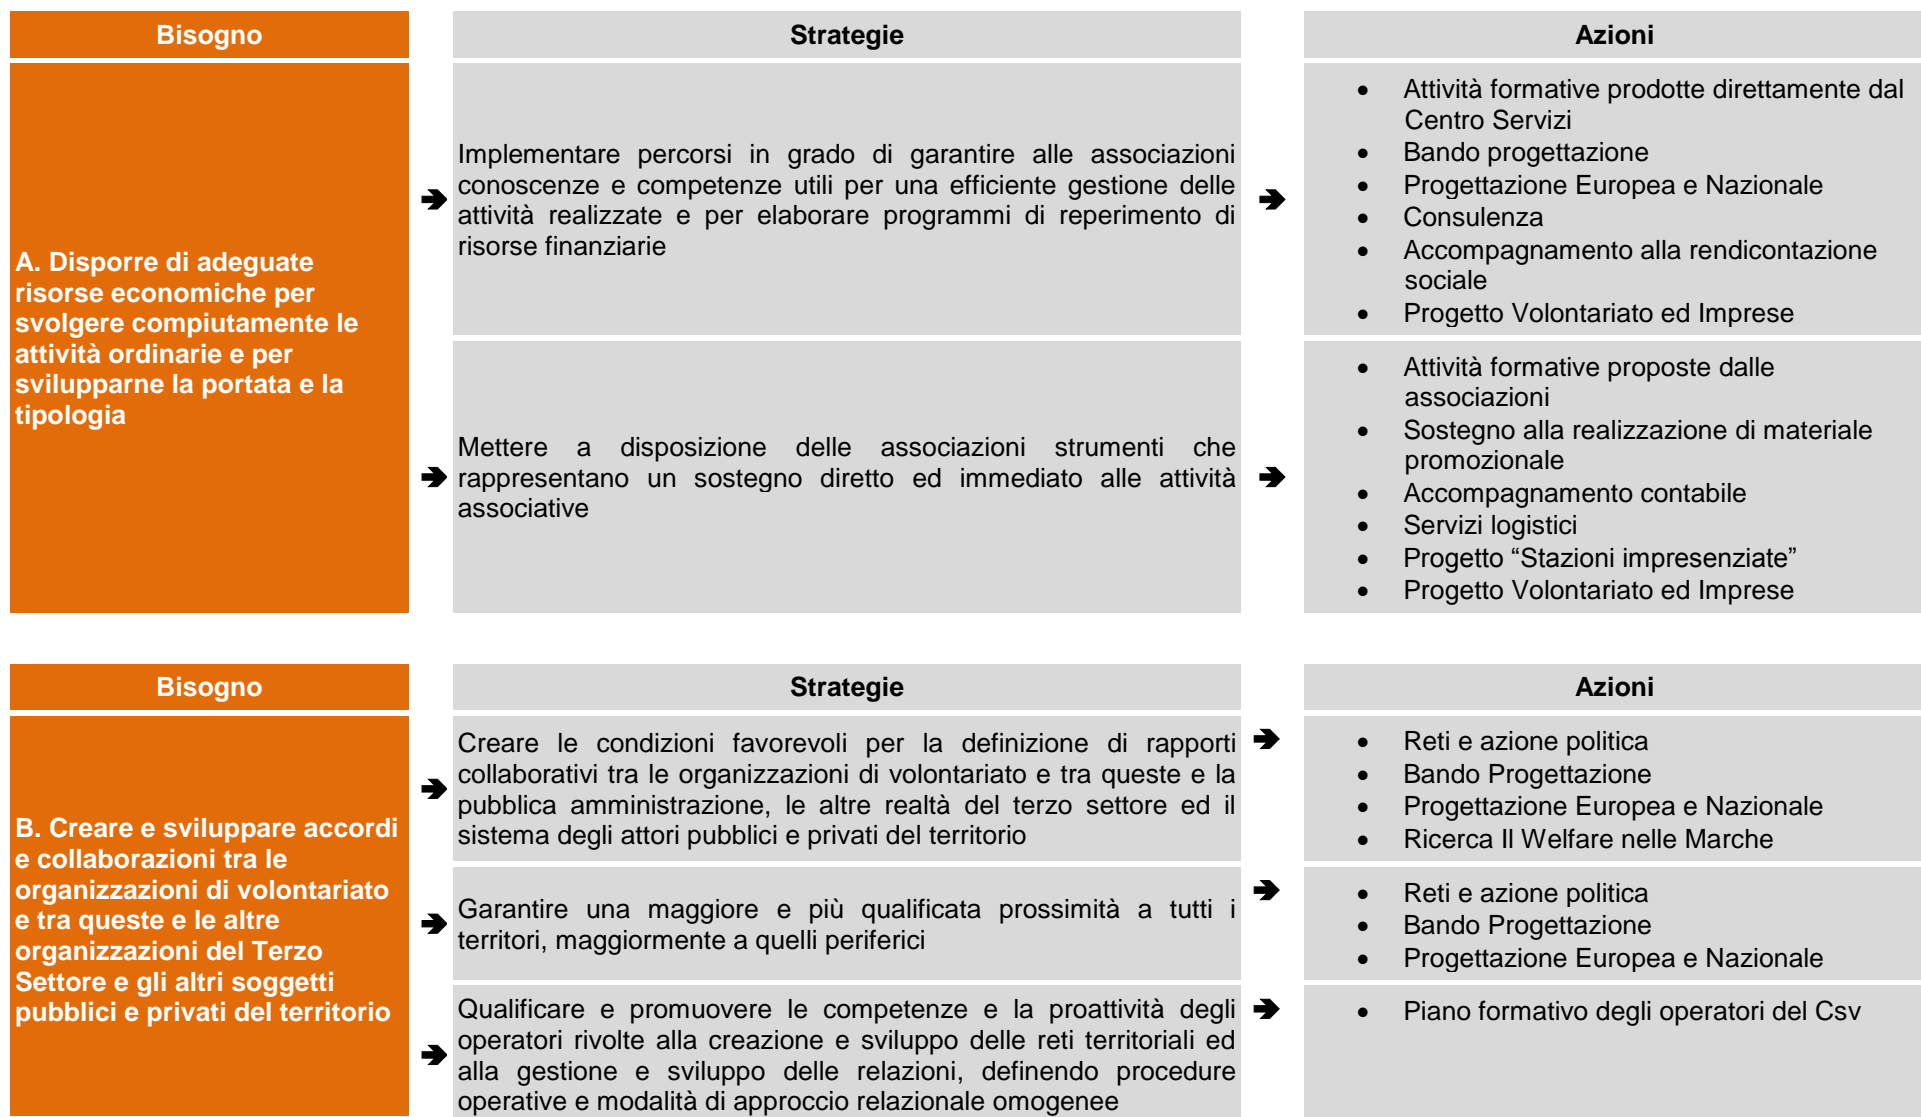 Bisogno
Strategie
Azioni
A. Disporre di adeguate
risorse economiche per
svolgere compiutamente le
attività ordinarie e per
svilupparne la portata e la
tipologia
Implementare percorsi in grado di garantire alle associazioni
conoscenze e competenze utili per una efficiente gestione delle
attività realizzate e per elaborare programmi di reperimento di
risorse finanziarie
• Attività formative prodotte direttamente dal
Centro Servizi
• Bando progettazione
• Progettazione Europea e Nazionale
• Consulenza
• Accompagnamento alla rendicontazione
sociale
• Progetto Volontariato ed Imprese
Mettere a disposizione delle associazioni strumenti che
rappresentano un sostegno diretto ed immediato alle attività
associative
• Attività formative proposte dalle
associazioni
• Sostegno alla realizzazione di materiale
promozionale
• Accompagnamento contabile
• Servizi logistici
• Progetto “Stazioni impresenziate”
• Progetto Volontariato ed Imprese
Bisogno
Strategie
Azioni
B. Creare e sviluppare accordi
e collaborazioni tra le
organizzazioni di volontariato
e tra queste e le altre
organizzazioni del Terzo
Settore e gli altri soggetti
pubblici e privati del territorio
Creare le condizioni favorevoli per la definizione di rapporti
collaborativi tra le organizzazioni di volontariato e tra queste e la
pubblica amministrazione, le altre realtà del terzo settore ed il
sistema degli attori pubblici e privati del territorio
• Reti e azione politica
• Bando Progettazione
• Progettazione Europea e Nazionale
• Ricerca Il Welfare nelle Marche
Garantire una maggiore e più qualificata prossimità a tutti i
territori, maggiormente a quelli periferici
• Reti e azione politica
• Bando Progettazione
• Progettazione Europea e Nazionale
Qualificare e promuovere le competenze e la proattività degli
operatori rivolte alla creazione e sviluppo delle reti territoriali ed
alla gestione e sviluppo delle relazioni, definendo procedure
operative e modalità di approccio relazionale omogenee
• Piano formativo degli operatori del Csv